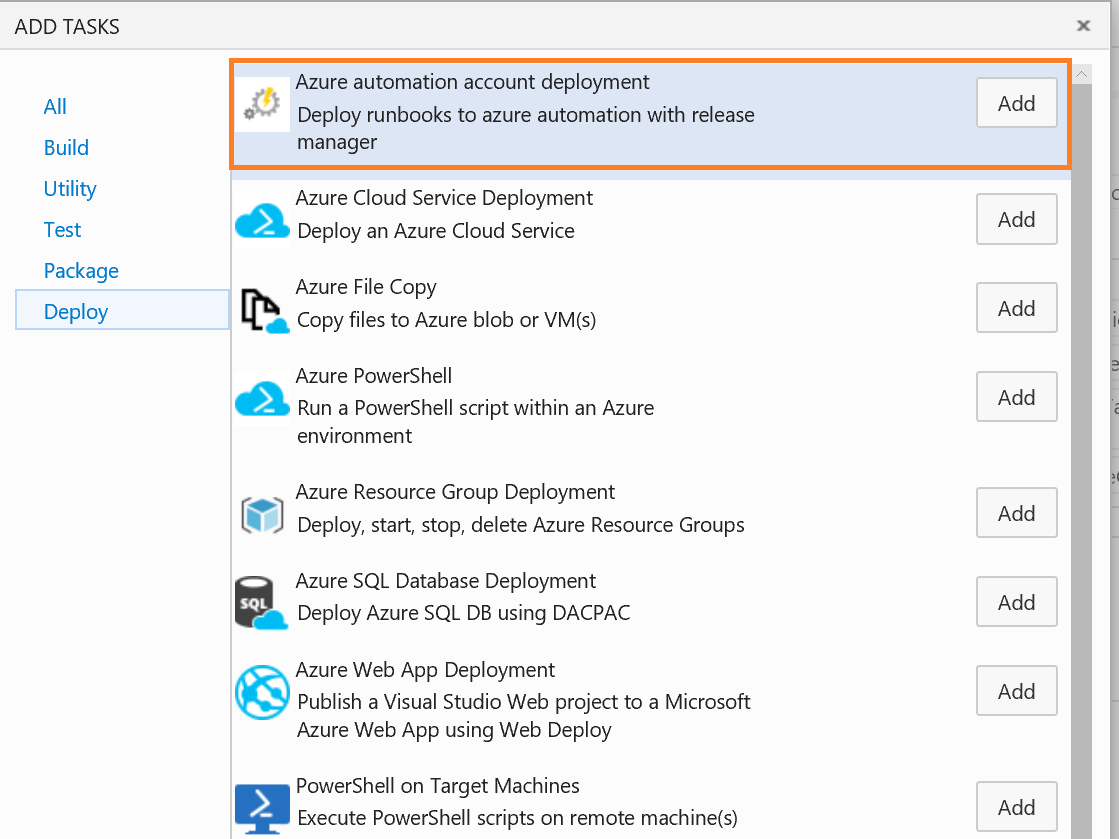 ADD TASKS
All
Build
Utility
Test
Package
Deploy
Azure automation account deployment
Deploy runbooks to azure automation with release
manager
Add
Azure Cloud Service Deployment
Deploy an Azure Cloud Service
Add
Azure File Copy
Copy files to Azure blob or VM(s)
Add
Azure PowerShell
Run a PowerShell script within an Azure
environment
Add
Azure Resource Group Deployment
Deploy, start, stop, delete Azure Resource Groups
Add
SQL
Azure SQL Database Deployment
Deploy Azure SQL DB using DACPAC
Add
Azure Web App Deployment
Publish a Visual Studio Web project to a Microsoft
Azure Web App using Web Deploy
Add
PowerShell on Target Machines
Execute PowerShell scripts on remote machine(s)
Add